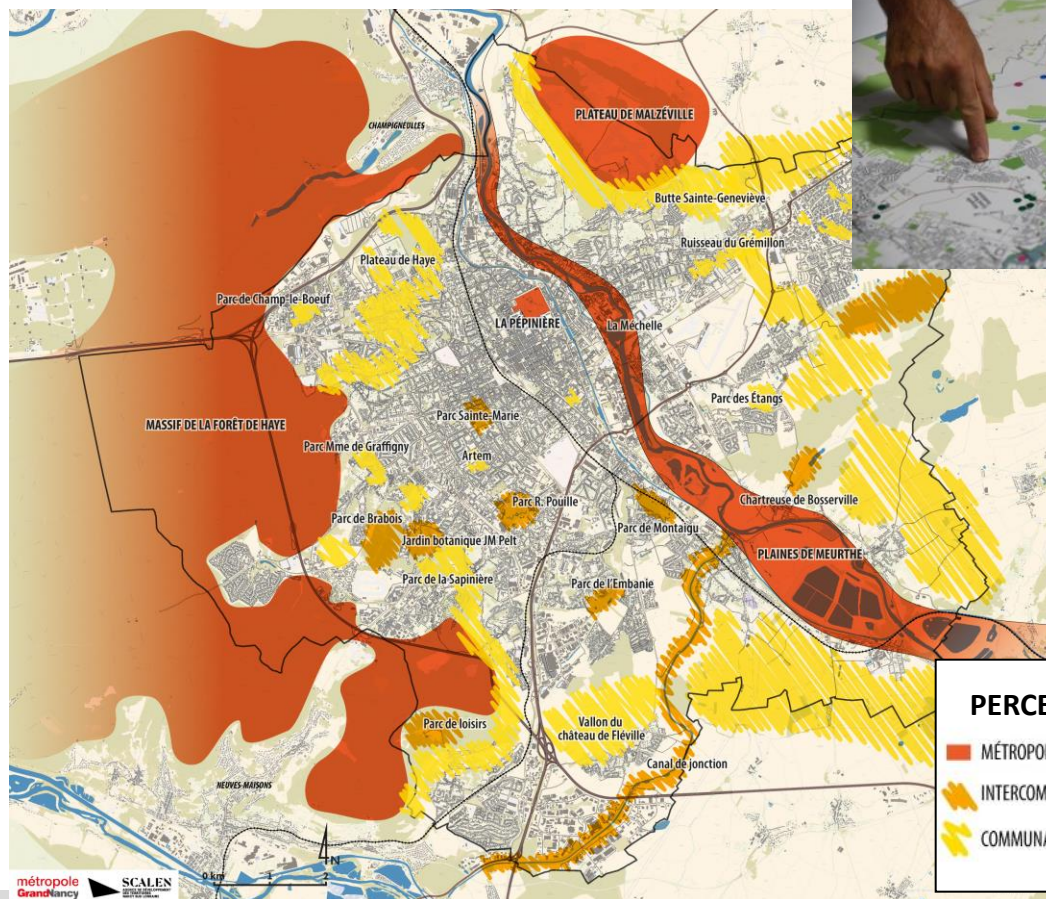 CHAMPIGNEULLES
PLATEAU DE MALZÉVILLE
Butte Sainte-Geneviève
Ruisseau du Grémillon
Plateau de Haye
Parc de Champ-le-Boeuf
LA PÉPINIÈRE
La Méchelle
Parc des Étangs
Parc Sainte-Marie
MASSIF DE LA FORÊT DE HAYE
Parc Mme de Graffigny
Artem
Parc R. Pouille
Chartreuse de Bosserville
Parc de Brabois
Parc de Montaigu
Jardin botanique JM Pelt
PLAINES DE MEURTHE
Parc de la Sapinière
Parc de l'Embanie
Parc de loisirs
Vallon du
château de Fléville
Canal de jonction
NEUVES-MAISONS
PERCE
MÉTROPOL
INTERCOM
COMMUNA
N
0 km 1 2
métropole
GrandNancy
SCALEN